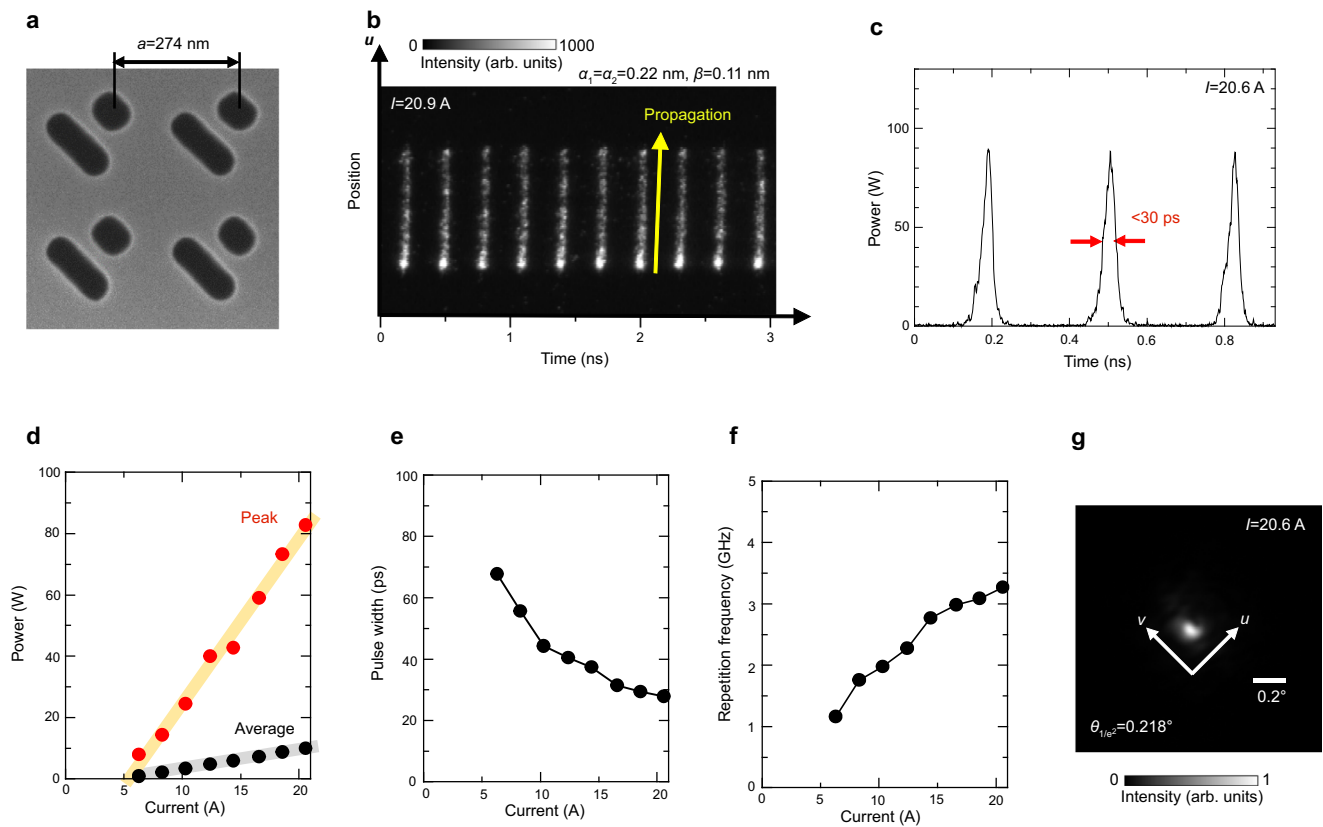 a
a=274 nm
b
u
0 1000
Intensity (arb. units)
α₁=α₂=0.22 nm, β=0.11 nm
I=20.9 A
Propagation
Position
0 1 2 3
Time (ns)
c
I=20.6 A
<30 ps
Power (W)
100
50
0
0 0.2 0.4 0.6 0.8
Time (ns)
d
Peak
Average
Power (W)
100
80
60
40
20
0
0 5 10 15 20
Current (A)
e
Pulse width (ps)
100
80
60
40
20
0
0 5 10 15 20
Current (A)
f
Repetition frequency (GHz)
5
4
3
2
1
0
0 5 10 15 20
Current (A)
g
I=20.6 A
v u
0.2°
θ₁/ₑ²=0.218°
0 1
Intensity (arb. units)